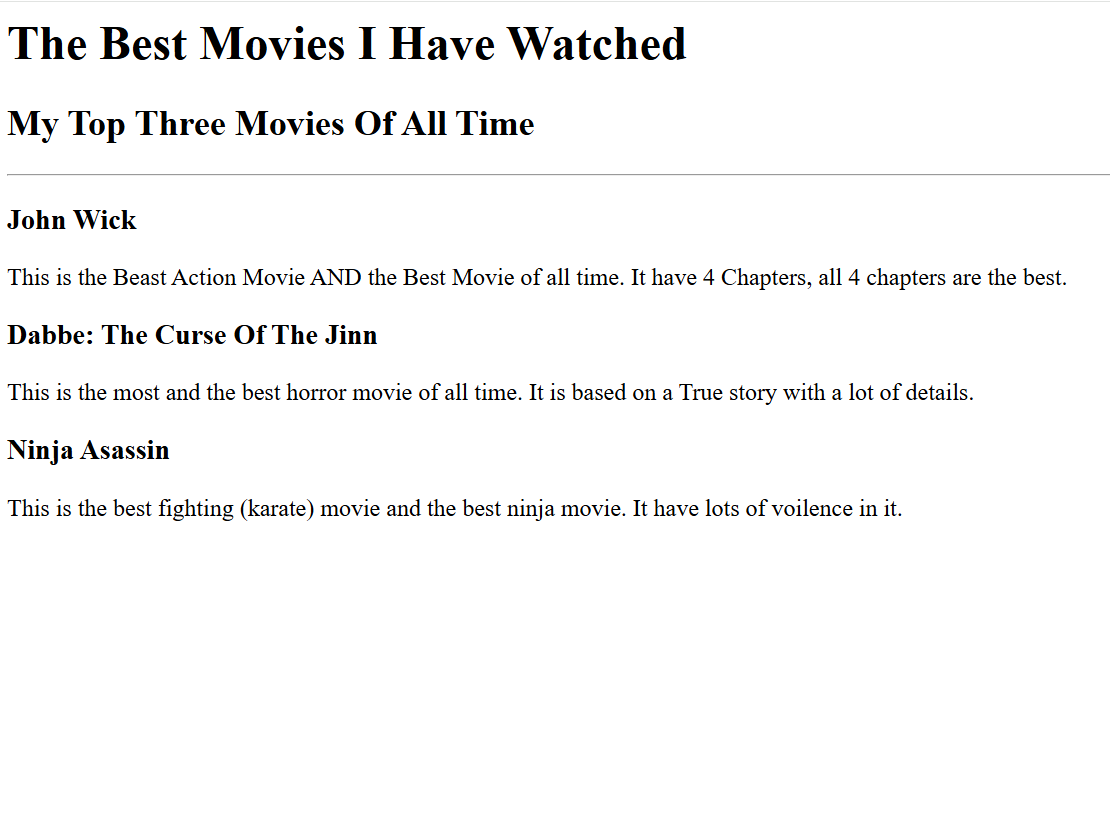 The Best Movies I Have Watched
My Top Three Movies Of All Time
John Wick
This is the Beast Action Movie AND the Best Movie of all time. It have 4 Chapters, all 4 chapters are the best.
Dabbe: The Curse Of The Jinn
This is the most and the best horror movie of all time. It is based on a True story with a lot of details.
Ninja Asassin
This is the best fighting (karate) movie and the best ninja movie. It have lots of voilence in it.